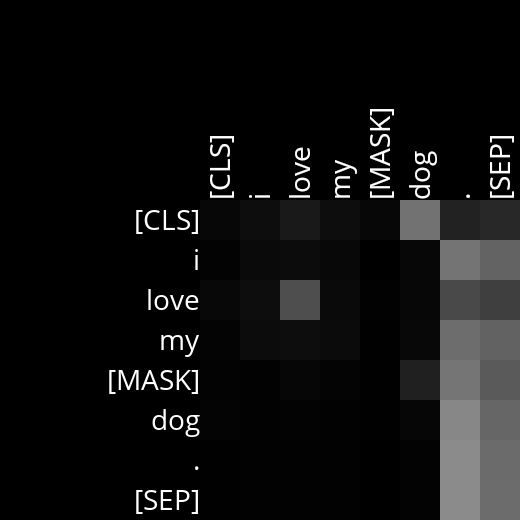 [CLS] i love my [MASK] dog . [SEP]
[CLS]
i
love
my
[MASK]
dog
.
[SEP]